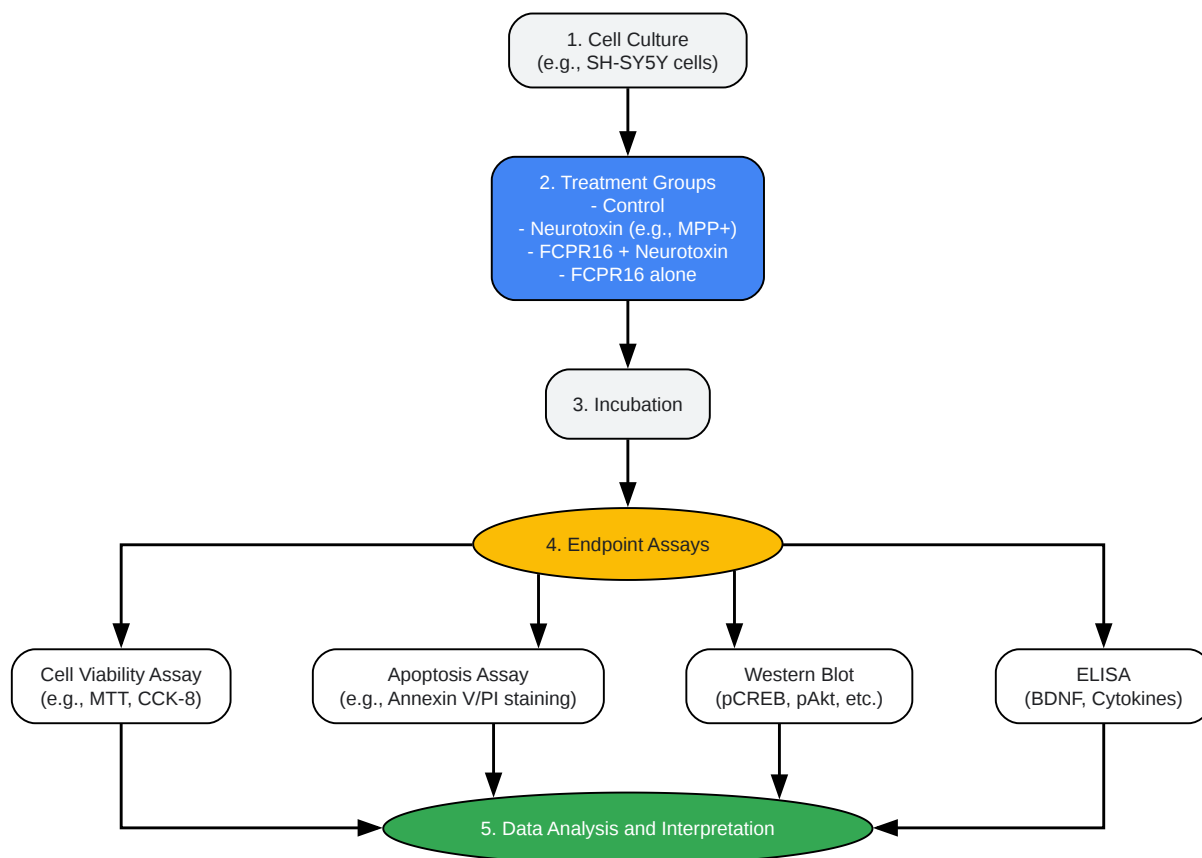 1. Cell Culture
(e.g., SH-SY5Y cells)
2. Treatment Groups
- Control
- Neurotoxin (e.g., MPP+)
- FCPR16 + Neurotoxin
- FCPR16 alone
3. Incubation
4. Endpoint Assays
Cell Viability Assay
(e.g., MTT, CCK-8)
Apoptosis Assay
(e.g., Annexin V/PI staining)
Western Blot
(pCREB, pAkt, etc.)
ELISA
(BDNF, Cytokines)
5. Data Analysis and Interpretation